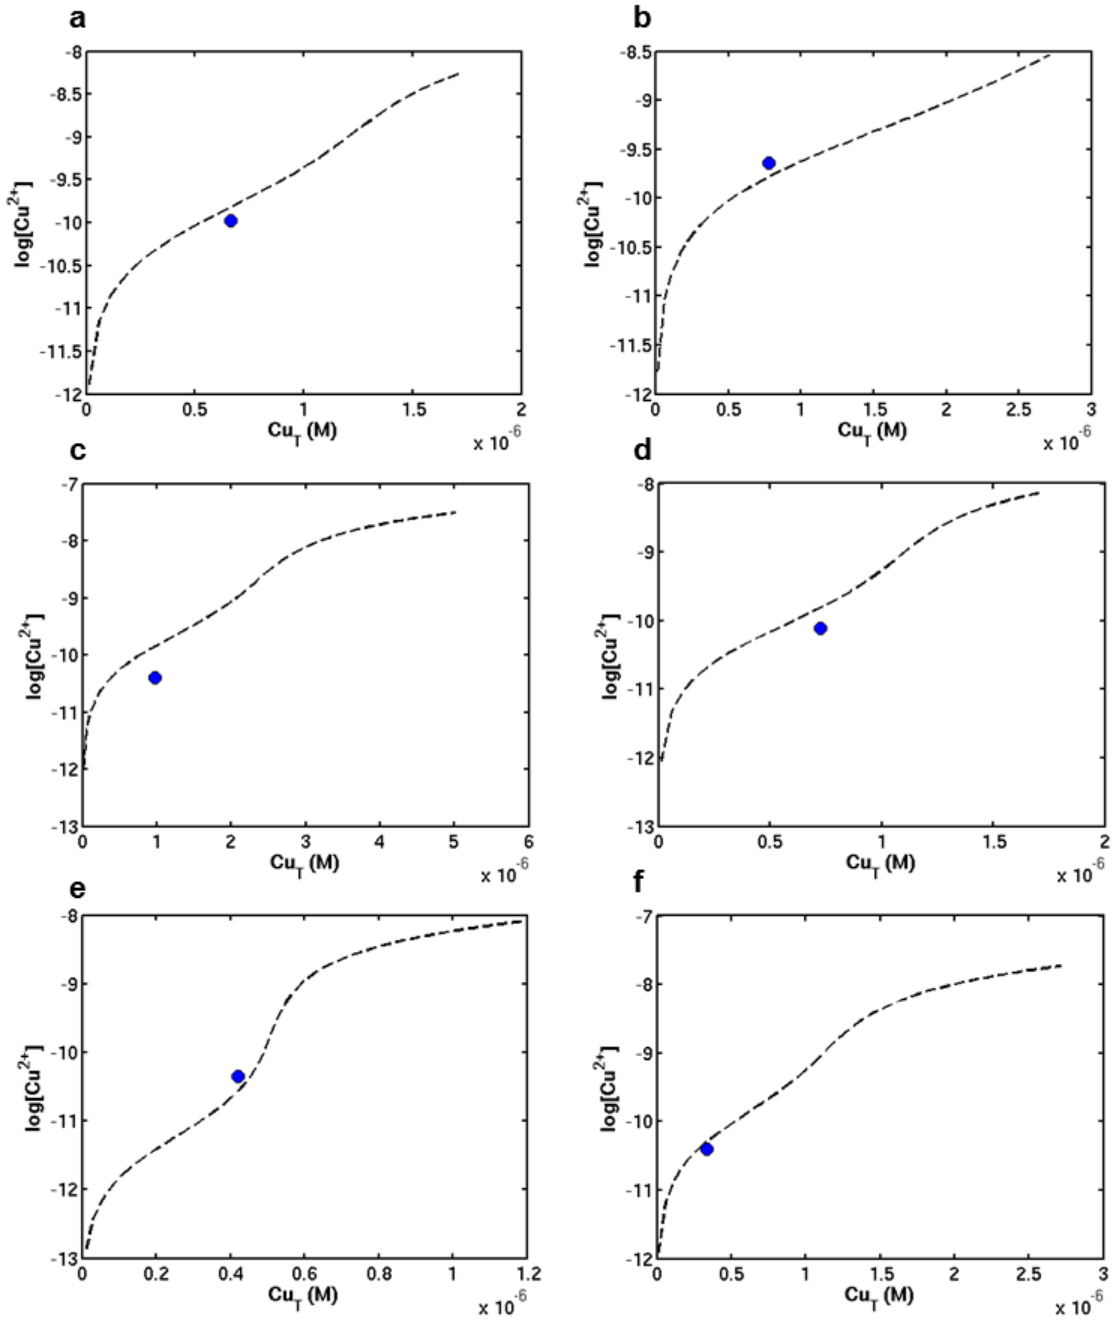 a
-8
-8.5
-9
-9.5
-10
-10.5
-11
-11.5
-12
log[Cu2+]
0 0.5 1 1.5 2
CuT (M)
x 10-6
b
-8.5
-9
-9.5
-10
-10.5
-11
-11.5
-12
log[Cu2+]
0 0.5 1 1.5 2 2.5 3
CuT (M)
x 10-6
c
-7
-8
-9
-10
-11
-12
-13
log[Cu2+]
0 1 2 3 4 5 6
CuT (M)
x 10-6
d
-8
-9
-10
-11
-12
-13
log[Cu2+]
0 0.5 1 1.5 2
CuT (M)
x 10-6
e
-8
-9
-10
-11
-12
-13
log[Cu2+]
0 0.2 0.4 0.6 0.8 1 1.2
CuT (M)
x 10-6
f
-7
-8
-9
-10
-11
-12
log[Cu2+]
0 0.5 1 1.5 2 2.5 3
CuT (M)
x 10-6